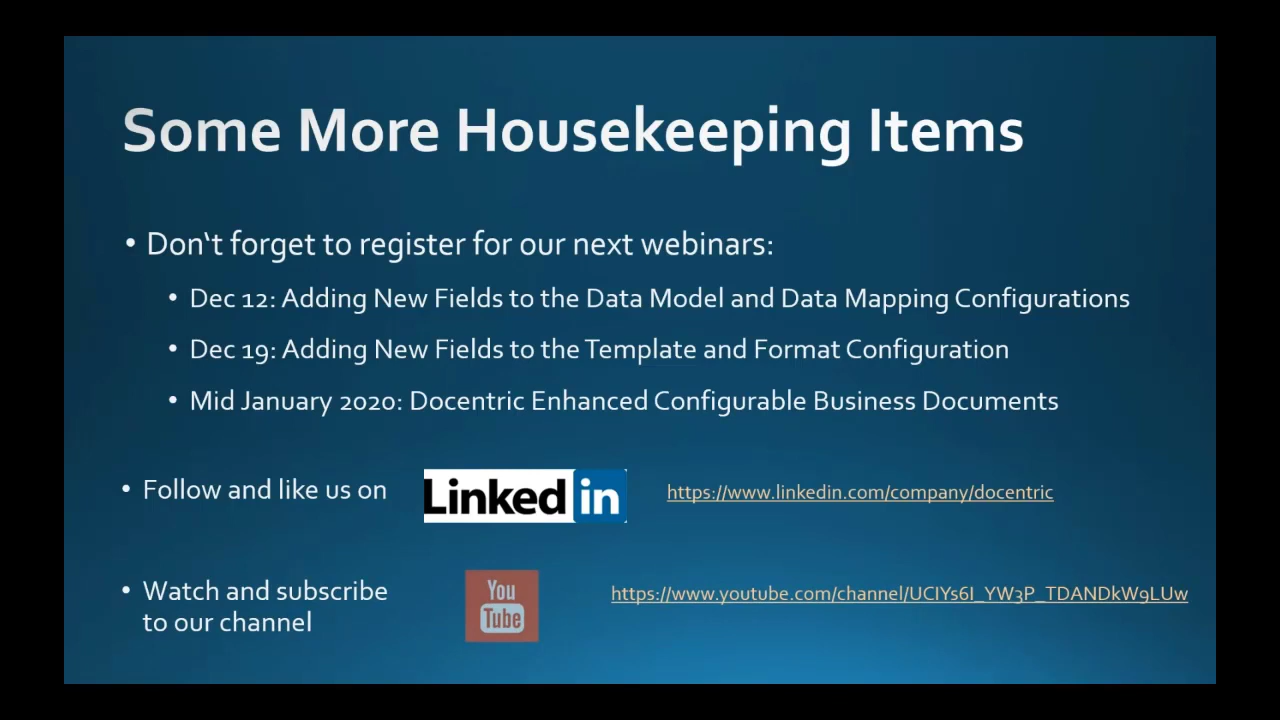 Some More Housekeeping Items
• Don‘t forget to register for our next webinars:
• Dec 12: Adding New Fields to the Data Model and Data Mapping Configurations
• Dec 19: Adding New Fields to the Template and Format Configuration
• Mid January 2020: Docentric Enhanced Configurable Business Documents
• Follow and like us on
Linked in
https://www.linkedin.com/company/docentric
• Watch and subscribe
to our channel
You
Tube
https://www.youtube.com/channel/UCIYs6I_YW3P_TDANDkW9LUw